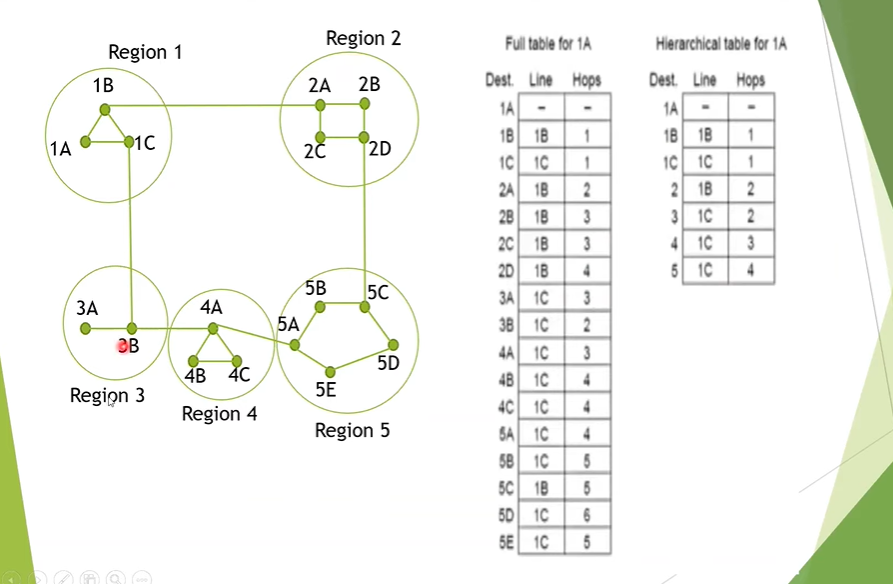 Region 1
1B
1A
1C
Region 2
2A
2B
2C
2D
3A
3B
Region 3
4A
4B
4C
Region 4
5B
5C
5A
5D
5E
Region 5
Full table for 1A
Dest. Line Hops
1A – –
1B 1B 1
1C 1C 1
2A 1B 2
2B 1B 3
2C 1B 3
2D 1B 4
3A 1C 3
3B 1C 2
4A 1C 3
4B 1C 4
4C 1C 4
5A 1C 4
5B 1C 5
5C 1B 5
5D 1C 6
5E 1C 5
Hierarchical table for 1A
Dest. Line Hops
1A – –
1B 1B 1
1C 1C 1
2 1B 2
3 1C 2
4 1C 3
5 1C 4